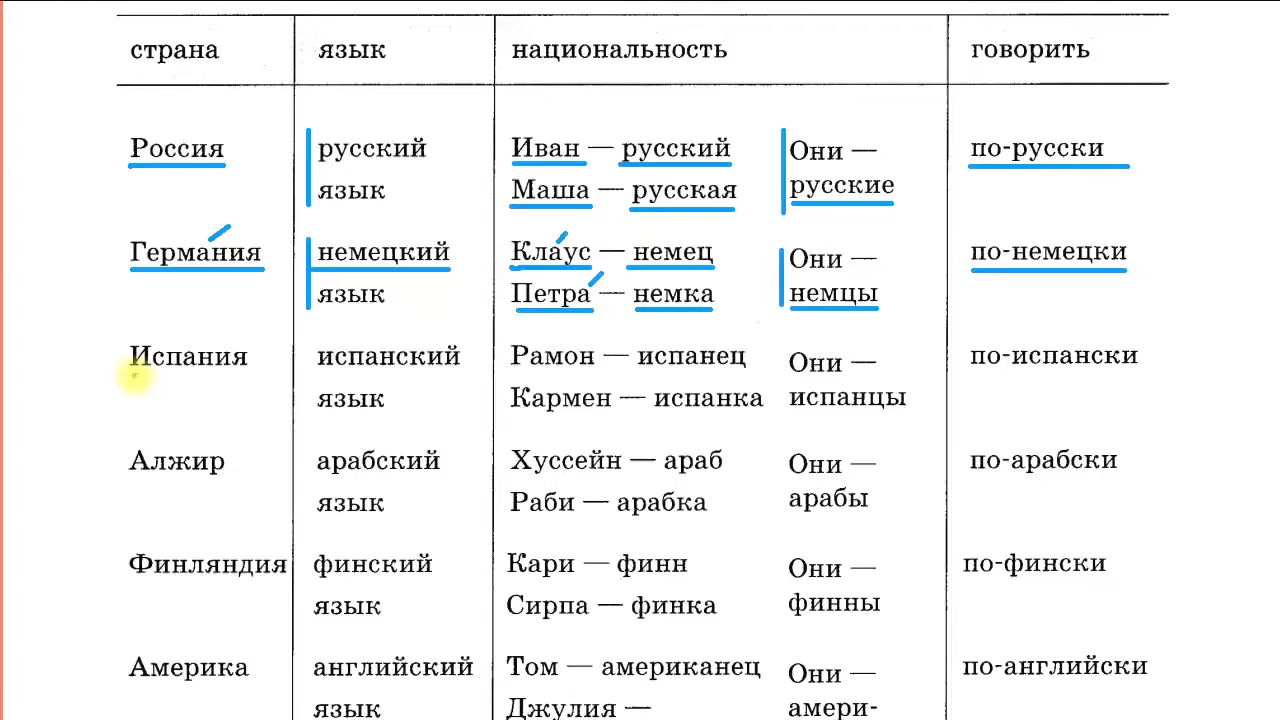 страна язык национальность говорить
Россия русский Иван — русский Они — по-русски
язык Маша — русская русские
Германия немецкий Клаус — немец Они — по-немецки
язык Петра — немка немцы
Испания испанский Рамон — испанец Они — по-испански
язык Кармен — испанка испанцы
Алжир арабский Хуссейн — араб Они — по-арабски
язык Раби — арабка арабы
Финляндия финский Кари — финн Они — по-фински
язык Сирпа — финка финны
Америка английский Том — американец Они — по-английски
язык Джулия — амери-